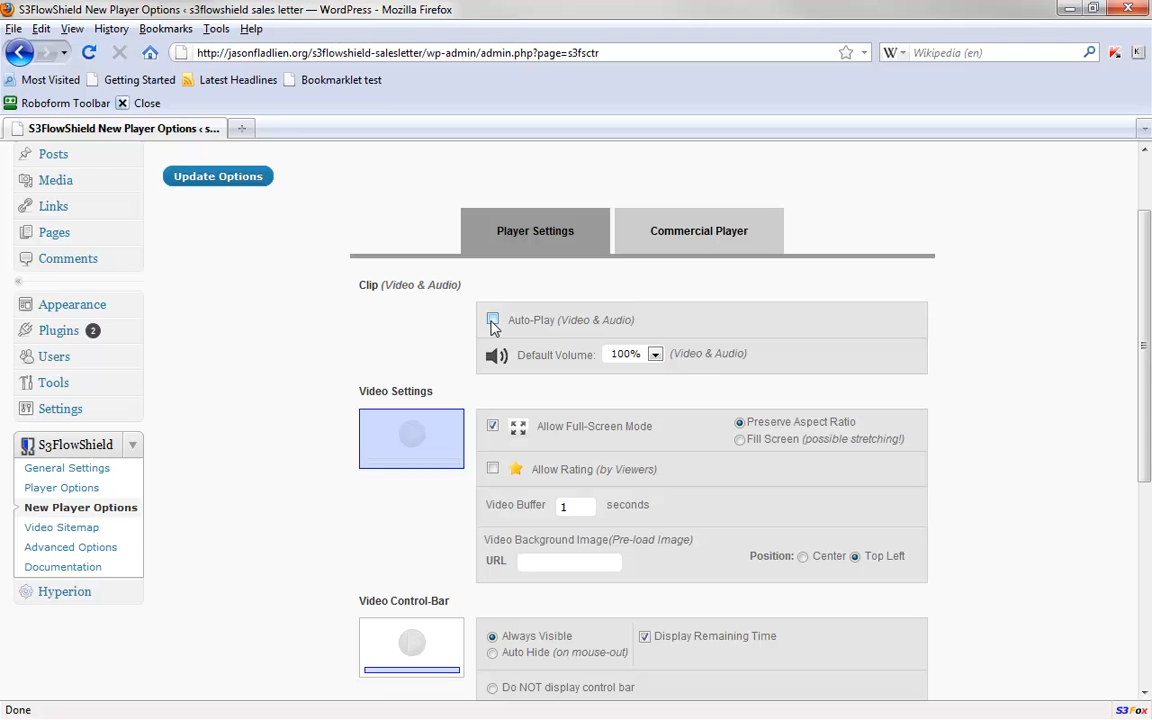 S3FlowShield New Player Options ‹ s3flowshield sales letter — WordPress - Mozilla Firefox
File Edit View History Bookmarks Tools Help
http://jasonfladlien.org/s3flowshield-salesletter/wp-admin/admin.php?page=s3fsctr
W Wikipedia (en)
K
Most Visited Getting Started Latest Headlines Bookmarklet test
Roboform Toolbar Close
S3FlowShield New Player Options ‹ s...
Posts
Media
Links
Pages
Comments
Appearance
Plugins 2
Users
Tools
Settings
S3FlowShield
General Settings
Player Options
New Player Options
Video Sitemap
Advanced Options
Documentation
Hyperion
Update Options
Player Settings Commercial Player
Clip (Video & Audio)
Auto-Play (Video & Audio)
Default Volume: 100% (Video & Audio)
Video Settings
Allow Full-Screen Mode Preserve Aspect Ratio
Fill Screen (possible stretching!)
Allow Rating (by Viewers)
Video Buffer 1 seconds
Video Background Image(Pre-load Image)
URL Position: Center Top Left
Video Control-Bar
Always Visible Display Remaining Time
Auto Hide (on mouse-out)
Do NOT display control bar
Done S3Fox